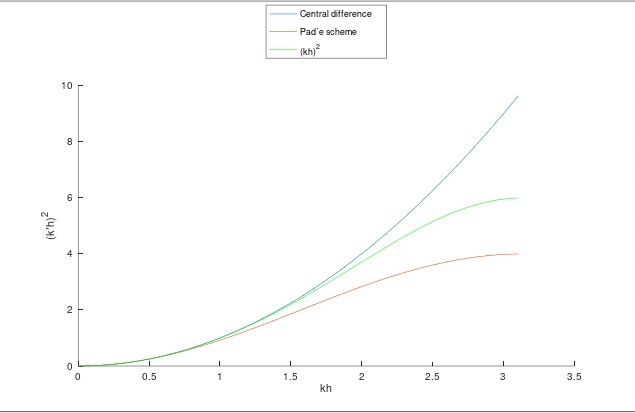 Central difference
Pad´e scheme
(kh)²
10
8
6
4
2
0
(k'h)²
0 0.5 1 1.5 2 2.5 3 3.5
kh